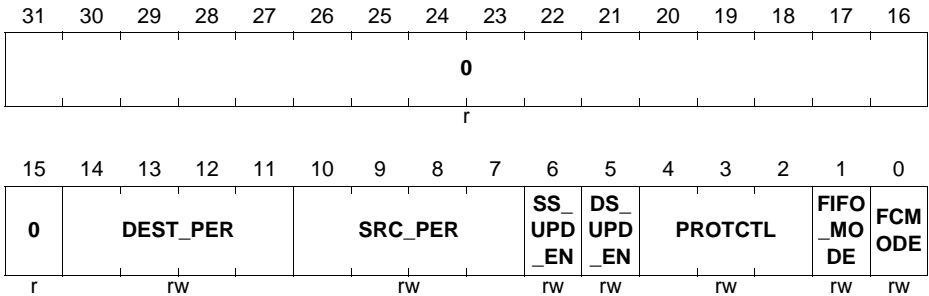 31 30 29 28 27 26 25 24 23 22 21 20 19 18 17 16
0
r
15 14 13 12 11 10 9 8 7 6 5 4 3 2 1 0
0 DEST_PER SRC_PER SS_ UPD _EN DS_ UPD _EN PROTCTL FIFO _MO DE FCM ODE
r rw rw rw rw rw rw rw